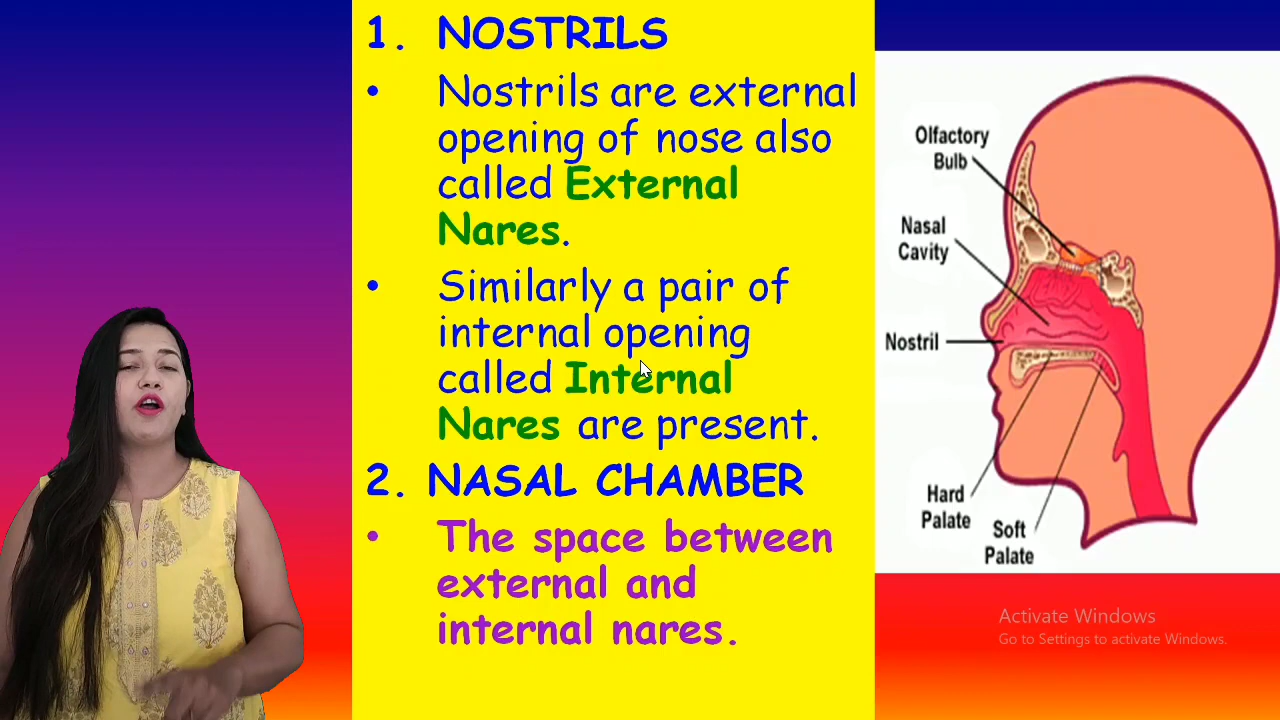 1. NOSTRILS
• Nostrils are external
opening of nose also
called External
Nares.
• Similarly a pair of
internal opening
called Internal
Nares are present.
2. NASAL CHAMBER
• The space between
external and
internal nares.
Olfactory
Bulb
Nasal
Cavity
Nostril
Hard
Palate
Soft
Palate
Activate Windows
Go to Settings to activate Windows.